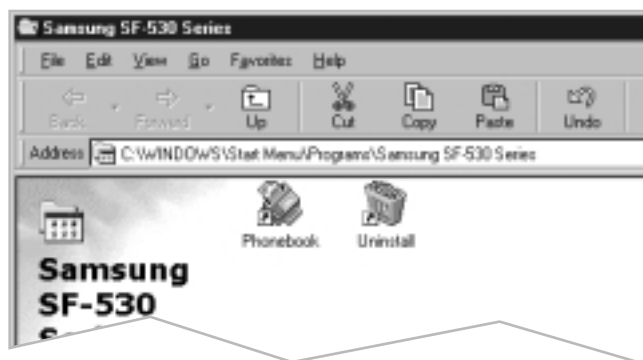 Samsung SF-530 Series
File Edit View Go Favorites Help
Back Forward Up Cut Copy Paste Undo
Address C:\WINDOWS\Start Menu\Programs\Samsung SF-530 Series
Phonebook Uninstall
Samsung
SF-530